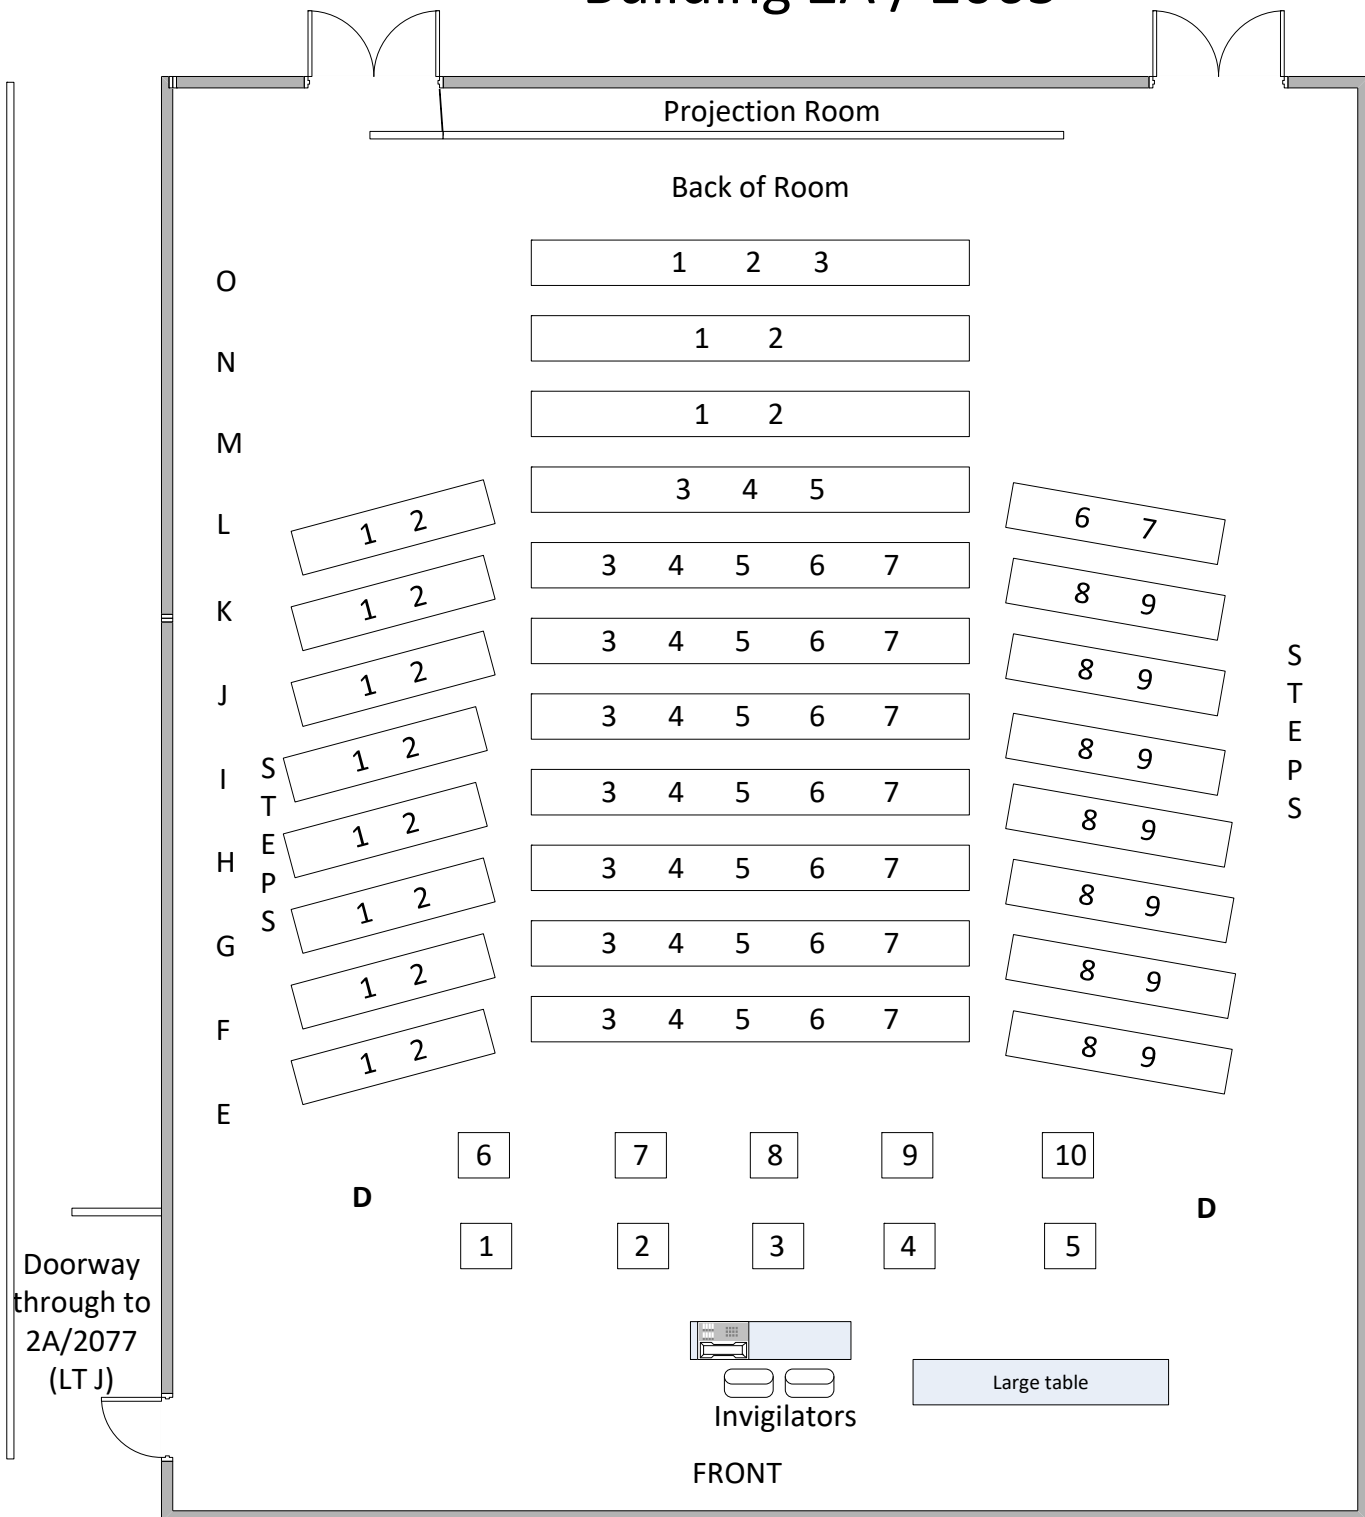 Projection Room
Back of Room
O
1 2 3
N
1 2
M
1 2
L
1 2 3 4 5 6 7
K
1 2 3 4 5 6 7 8 9
J
1 2 3 4 5 6 7 8 9
I
1 2 3 4 5 6 7 8 9
H
1 2 3 4 5 6 7 8 9
G
1 2 3 4 5 6 7 8 9
F
1 2 3 4 5 6 7 8 9
E
1 2 3 4 5 6 7 8 9
STEPS
STEPS
6 7 8 9 10
D D
1 2 3 4 5
Doorway
through to
2A/2077
(LT J)
Large table
Invigilators
FRONT